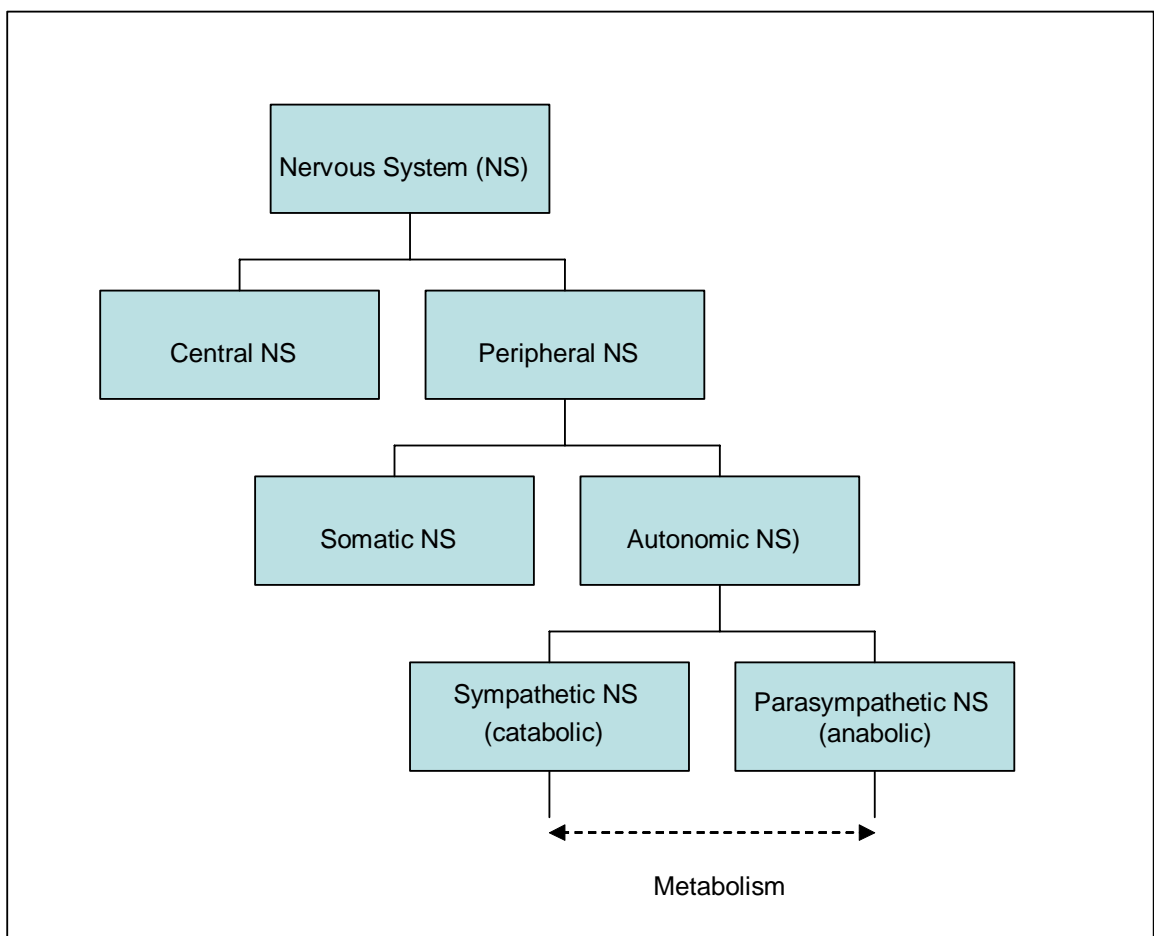 Nervous System (NS)
Central NS
Peripheral NS
Somatic NS
Autonomic NS)
Sympathetic NS
(catabolic)
Parasympathetic NS
(anabolic)
Metabolism